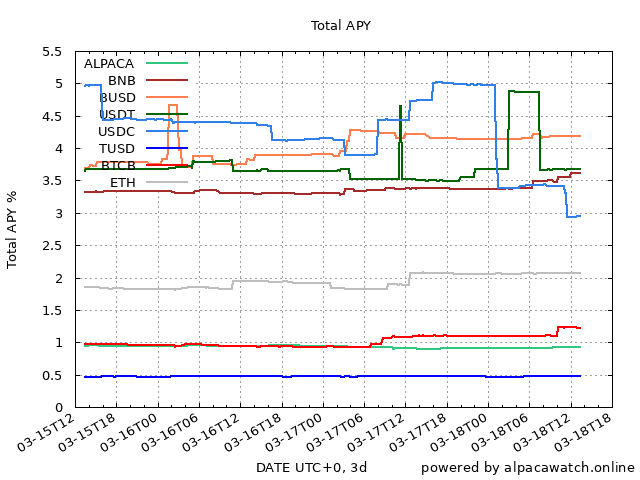 Total APY
5.5
5
4.5
4
3.5
3
2.5
2
1.5
1
0.5
0
Total APY %
ALPACA
BNB
BUSD
USDT
USDC
TUSD
BTCB
ETH
03-15T12
03-15T18
03-16T00
03-16T06
03-16T12
03-16T18
03-17T00
03-17T06
03-17T12
03-17T18
03-18T00
03-18T06
03-18T12
03-18T18
DATE UTC+0, 3d
powered by alpacawatch.online